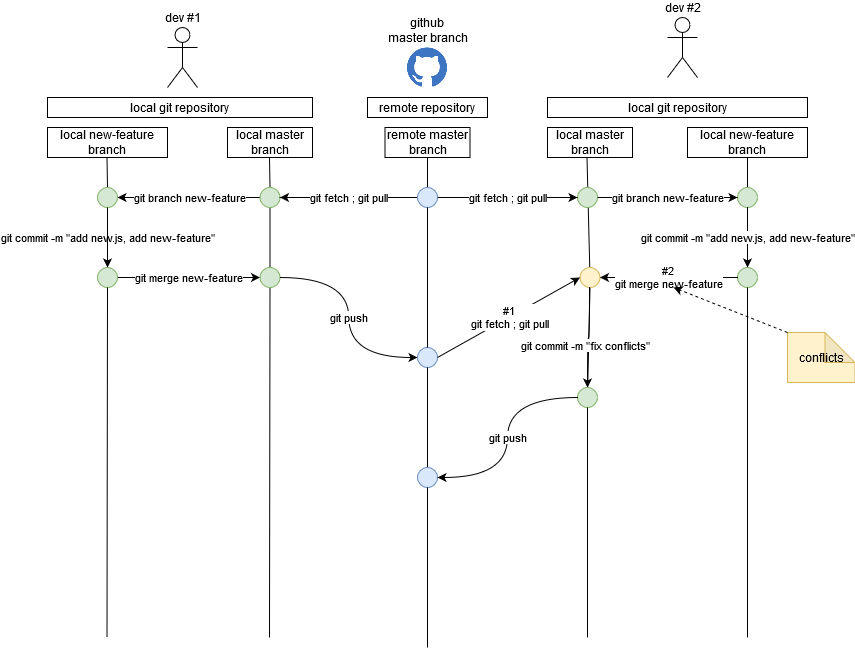 dev #1
github
master branch
dev #2
local git repository
remote repository
local git repository
local new-feature
branch
local master
branch
remote master
branch
local master
branch
local new-feature
branch
git branch new-feature
git fetch ; git pull
git fetch ; git pull
git branch new-feature
git commit -m "add new.js, add new-feature"
git commit -m "add new.js, add new-feature"
git merge new-feature
#2
git merge new-feature
#1
git fetch ; git pull
git push
git commit -m "fix conflicts"
conflicts
git push